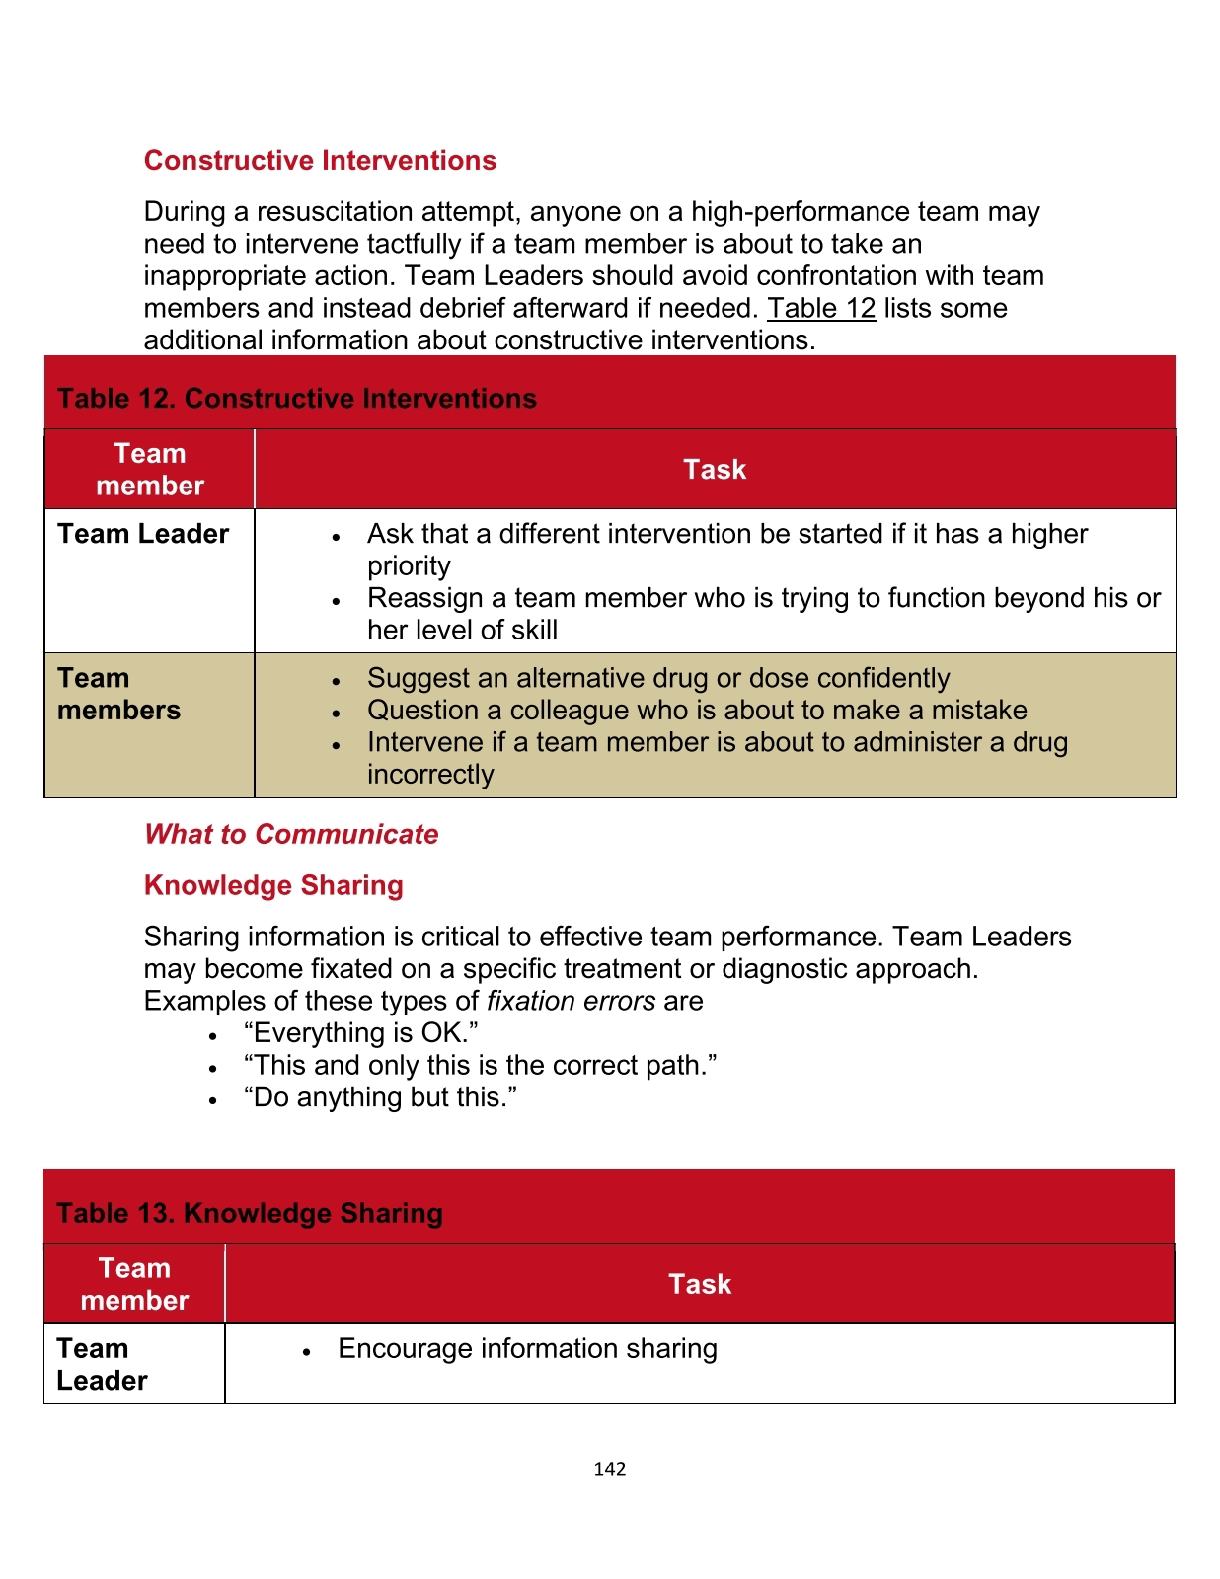 Constructive Interventions
During a resuscitation attempt, anyone on a high-performance team may
need to intervene tactfully if a team member is about to take an
inappropriate action. Team Leaders should avoid confrontation with team
members and instead debrief afterward if needed. Table 12 lists some
additional information about constructive interventions.
Table 12. Constructive Interventions
Team
member
Task
Team Leader
• Ask that a different intervention be started if it has a higher
priority
• Reassign a team member who is trying to function beyond his or
her level of skill
Team
members
• Suggest an alternative drug or dose confidently
• Question a colleague who is about to make a mistake
• Intervene if a team member is about to administer a drug
incorrectly
What to Communicate
Knowledge Sharing
Sharing information is critical to effective team performance. Team Leaders
may become fixated on a specific treatment or diagnostic approach.
Examples of these types of fixation errors are
• “Everything is OK.”
• “This and only this is the correct path.”
• “Do anything but this.”
Table 13. Knowledge Sharing
Team
member
Task
Team
Leader
• Encourage information sharing
142